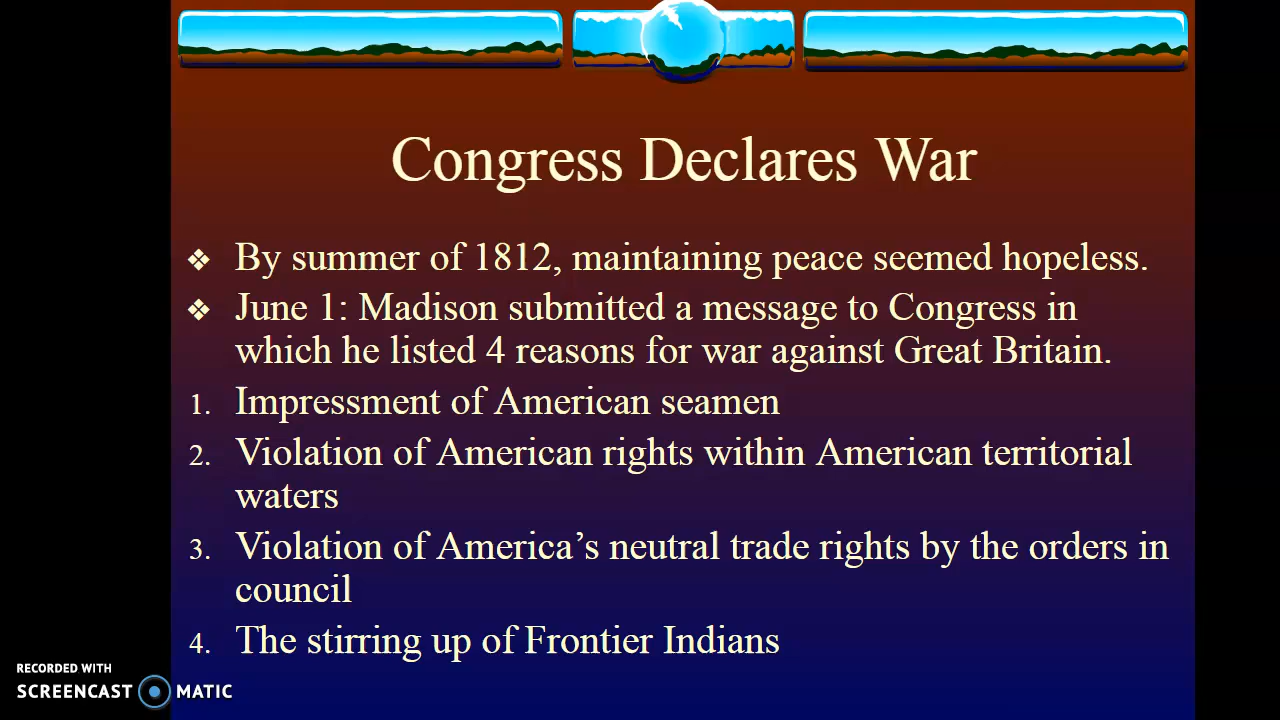 Congress Declares War
❖ By summer of 1812, maintaining peace seemed hopeless.
❖ June 1: Madison submitted a message to Congress in
which he listed 4 reasons for war against Great Britain.
1. Impressment of American seamen
2. Violation of American rights within American territorial
waters
3. Violation of America’s neutral trade rights by the orders in
council
4. The stirring up of Frontier Indians
RECORDED WITH
SCREENCAST MATIC